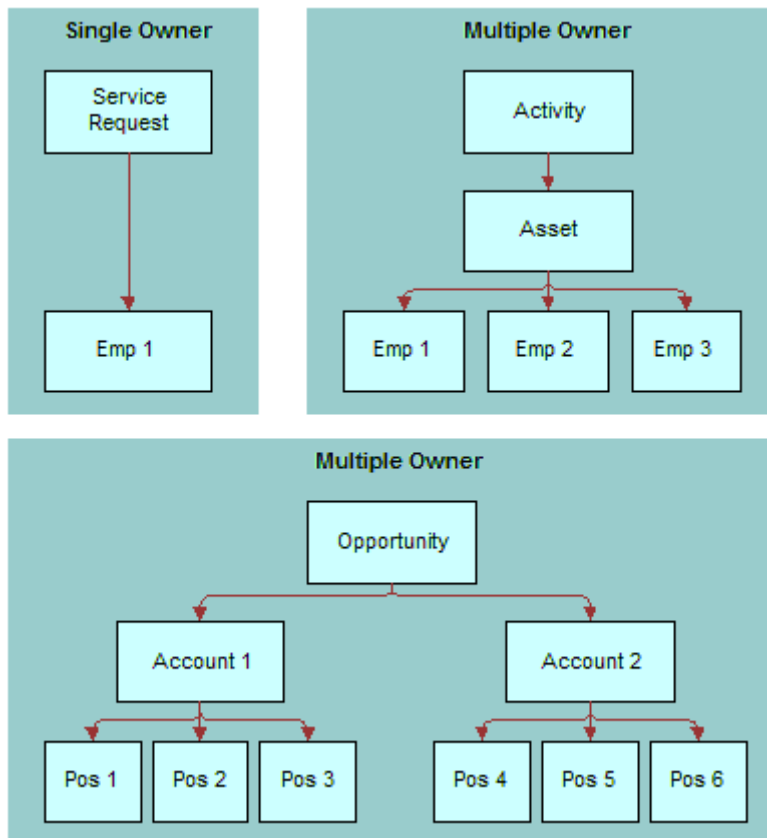 Single Owner
Service
Request
Emp 1
Multiple Owner
Activity
Asset
Emp 1
Emp 2
Emp 3
Multiple Owner
Opportunity
Account 1
Account 2
Pos 1
Pos 2
Pos 3
Pos 4
Pos 5
Pos 6